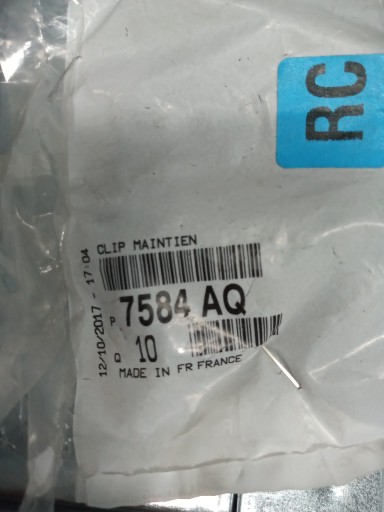 RC
CLIP MAINTIEN
12/10/2017 - 17:04
P 7584 AQ
Q 10
MADE IN FR FRANCE